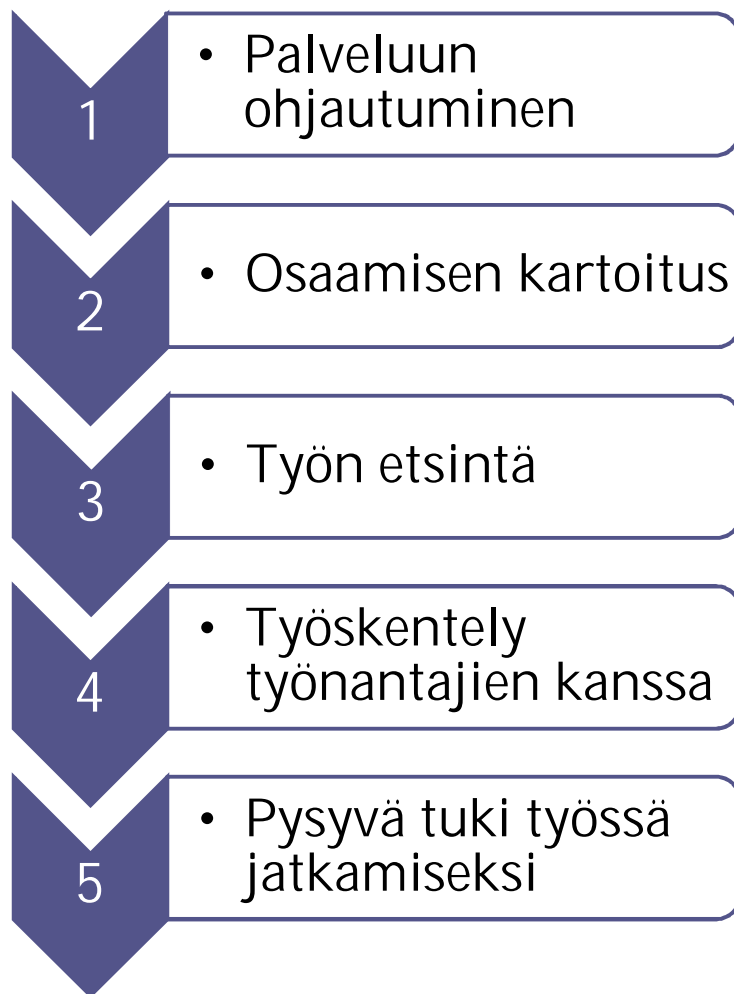 1
• Palveluun
ohjautuminen
2
• Osaamisen kartoitus
3
• Työn etsintä
4
• Työskentely
työnantajien kanssa
5
• Pysyvä tuki työssä
jatkamiseksi